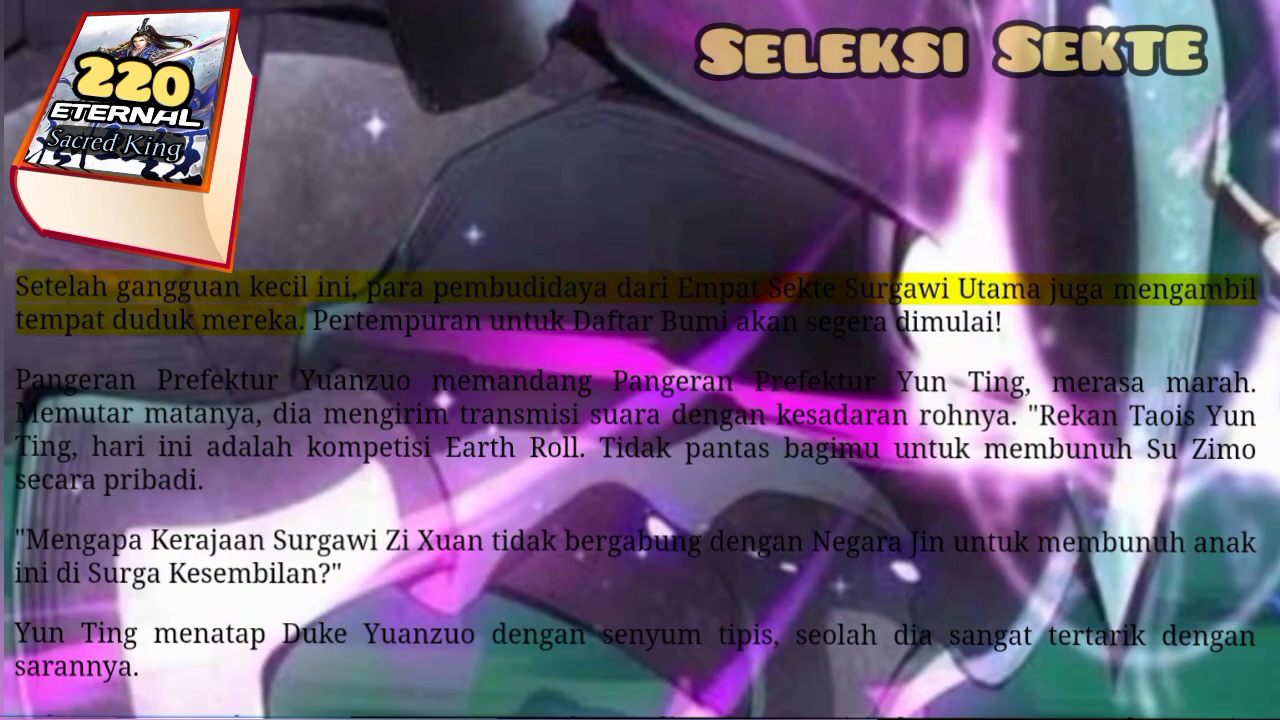 220
ETERNAL
Sacred King
Seleksi Sekte
Setelah gangguan kecil ini, para pembudidaya dari Empat Sekte Surgawi Utama juga mengambil
tempat duduk mereka. Pertempuran untuk Daftar Bumi akan segera dimulai!
Pangeran Prefektur Yuanzuo memandang Pangeran Prefektur Yun Ting, merasa marah.
Memutar matanya, dia mengirim transmisi suara dengan kesadaran rohnya. "Rekan Taois Yun
Ting, hari ini adalah kompetisi Earth Roll. Tidak pantas bagimu untuk membunuh Su Zimo
secara pribadi.
"Mengapa Kerajaan Surgawi Zi Xuan tidak bergabung dengan Negara Jin untuk membunuh anak
ini di Surga Kesembilan?"
Yun Ting menatap Duke Yuanzuo dengan senyum tipis, seolah dia sangat tertarik dengan
sarannya.